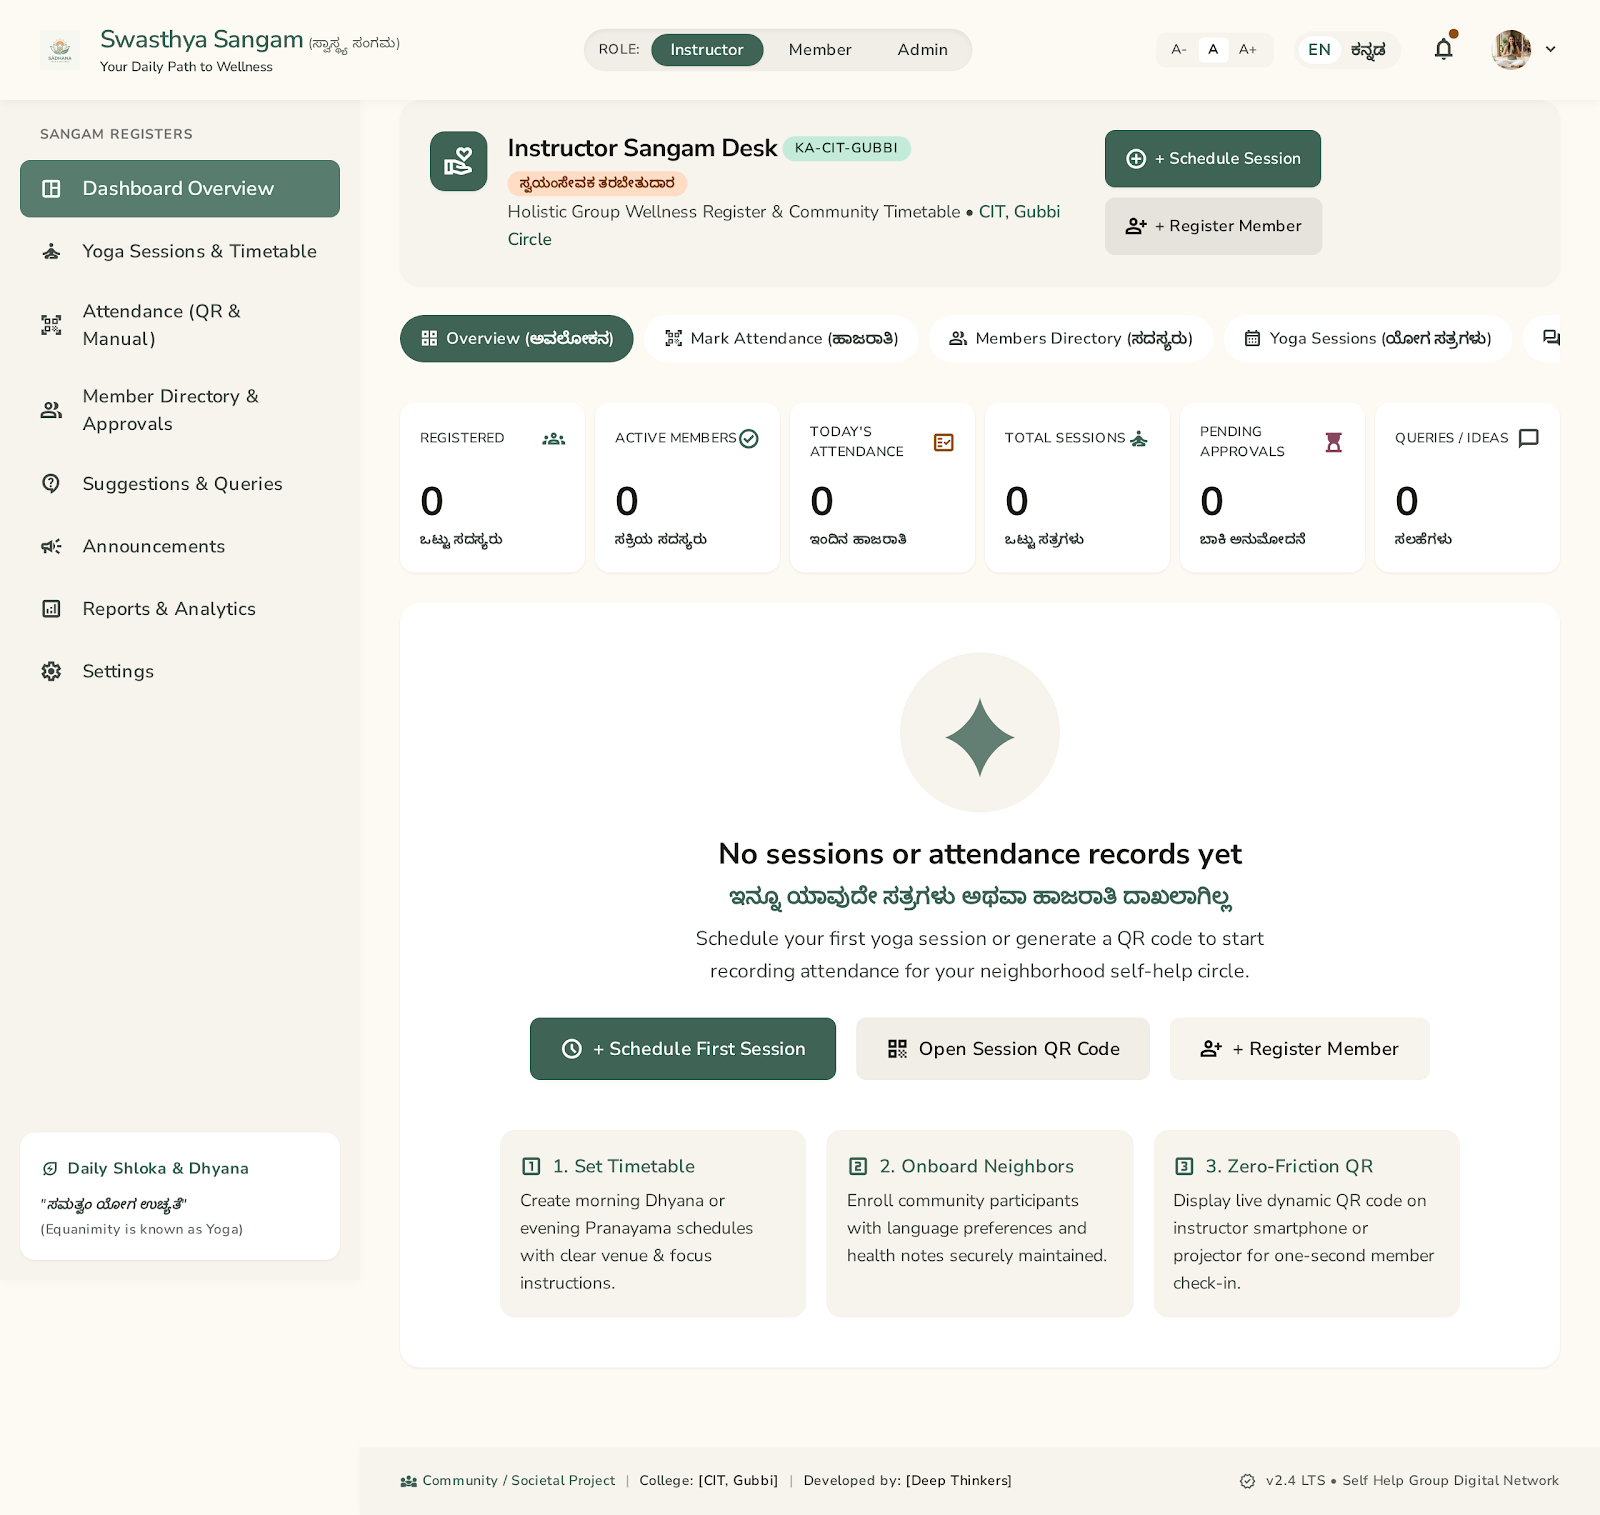 Swasthya Sangam (ಸ್ವಾಸ್ಥ್ಯ ಸಂಗಮ)
Your Daily Path to Wellness
ROLE: Instructor Member Admin
A- A A+
EN ಕನ್ನಡ
SANGAM REGISTERS
Dashboard Overview
Yoga Sessions & Timetable
Attendance (QR &
Manual)
Member Directory &
Approvals
Suggestions & Queries
Announcements
Reports & Analytics
Settings
Daily Shloka & Dhyana
"ಸಮತ್ವಂ ಯೋಗ ಉಚ್ಯತೆ"
(Equanimity is known as Yoga)
Instructor Sangam Desk KA-CIT-GUBBI
ಸ್ವಯಂಸೇವಕ ತರಬೇತುದಾರ
Holistic Group Wellness Register & Community Timetable • CIT, Gubbi
Circle
+ Schedule Session
+ Register Member
Overview (ಅವಲೋಕನ) Mark Attendance (ಹಾಜರಾತಿ) Members Directory (ಸದಸ್ಯರು) Yoga Sessions (ಯೋಗ ಸತ್ರಗಳು)
REGISTERED
0
ಒಟ್ಟು ಸದಸ್ಯರು
ACTIVE MEMBERS
0
ಸಕ್ರಿಯ ಸದಸ್ಯರು
TODAY'S
ATTENDANCE
0
ಇಂದಿನ ಹಾಜರಾತಿ
TOTAL SESSIONS
0
ಒಟ್ಟು ಸತ್ರಗಳು
PENDING
APPROVALS
0
ಬಾಕಿ ಅನುಮೋದನೆ
QUERIES / IDEAS
0
ಸಲಹೆಗಳು
No sessions or attendance records yet
ಇನ್ನೂ ಯಾವುದೇ ಸತ್ರಗಳು ಅಥವಾ ಹಾಜರಾತಿ ದಾಖಲಾಗಿಲ್ಲ
Schedule your first yoga session or generate a QR code to start
recording attendance for your neighborhood self-help circle.
+ Schedule First Session
Open Session QR Code
+ Register Member
1. Set Timetable
Create morning Dhyana or
evening Pranayama schedules
with clear venue & focus
instructions.
2. Onboard Neighbors
Enroll community participants
with language preferences and
health notes securely maintained.
3. Zero-Friction QR
Display live dynamic QR code on
instructor smartphone or
projector for one-second member
check-in.
Community / Societal Project | College: [CIT, Gubbi] | Developed by: [Deep Thinkers]
v2.4 LTS • Self Help Group Digital Network